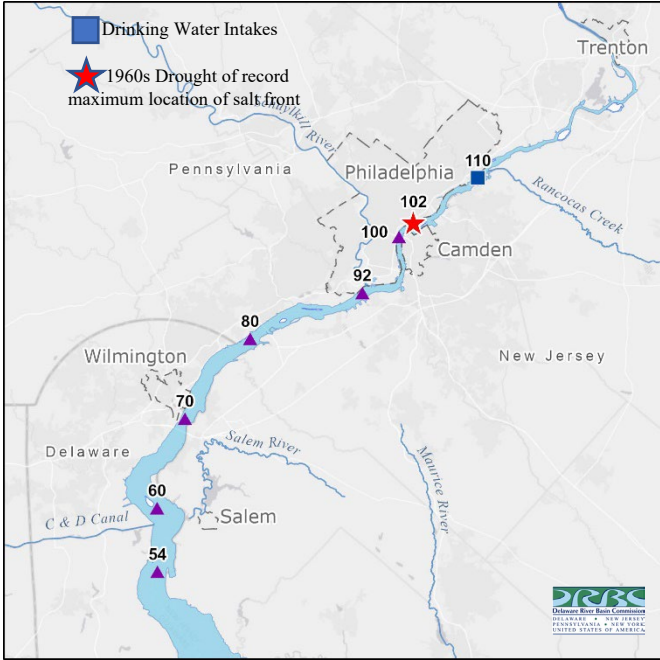 Drinking Water Intakes
1960s Drought of record
maximum location of salt front
Trenton
Schuylkill River
Pennsylvania
Philadelphia
110
102
100
Rancocas Creek
Camden
92
80
Wilmington
New Jersey
70
Delaware
Salem River
Maurice River
60
C & D Canal
Salem
54
DRBC
Delaware River Basin Commission
DELAWARE • NEW JERSEY
PENNSYLVANIA • NEW YORK
UNITED STATES OF AMERICA